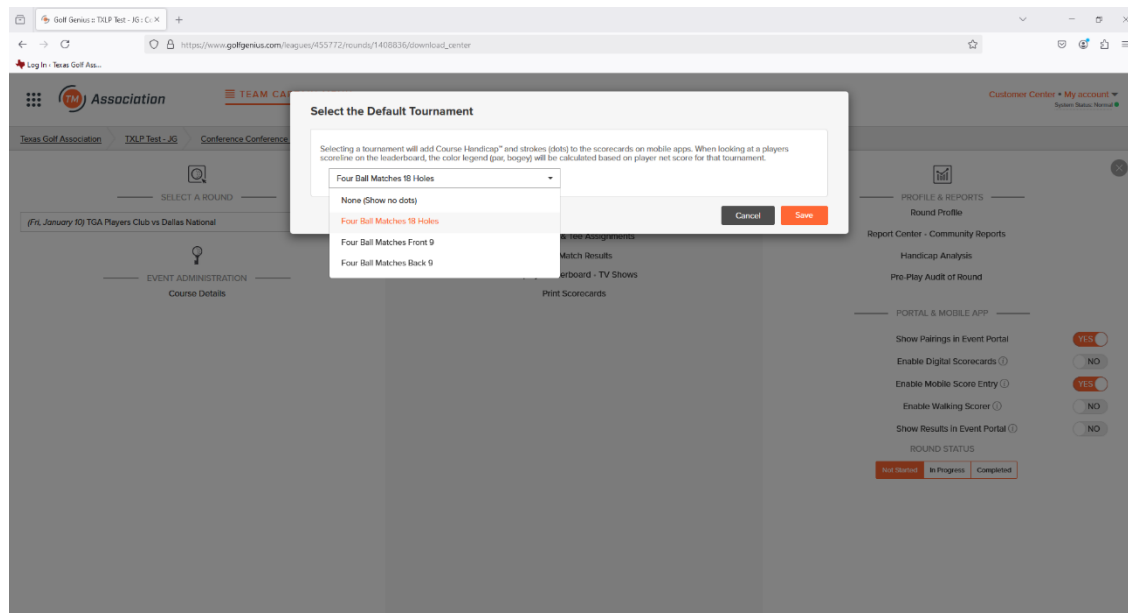 Golf Genius :: TXLP Test - JG : Co
https://www.golfgenius.com/leagues/455772/rounds/1408836/download_center
Log In ‹ Texas Golf Ass...
TM Association
TEAM CA
Customer Center • My account
System Status: Normal
Texas Golf Association
TXLP Test - JG
Conference Conference
Select the Default Tournament
Selecting a tournament will add Course Handicap™ and strokes (dots) to the scorecards on mobile apps. When looking at a players
scoreline on the leaderboard, the color legend (par, bogey) will be calculated based on player net score for that tournament.
Four Ball Matches 18 Holes
None (Show no dots)
Four Ball Matches 18 Holes
Four Ball Matches Front 9
Four Ball Matches Back 9
Cancel
Save
SELECT A ROUND
(Fri, January 10) TGA Players Club vs Dallas National
EVENT ADMINISTRATION
Course Details
& Tee Assignments
Match Results
erboard - TV Shows
Print Scorecards
PROFILE & REPORTS
Round Profile
Report Center - Community Reports
Handicap Analysis
Pre-Play Audit of Round
PORTAL & MOBILE APP
Show Pairings in Event Portal YES
Enable Digital Scorecards NO
Enable Mobile Score Entry YES
Enable Walking Scorer NO
Show Results in Event Portal NO
ROUND STATUS
Not Started In Progress Completed